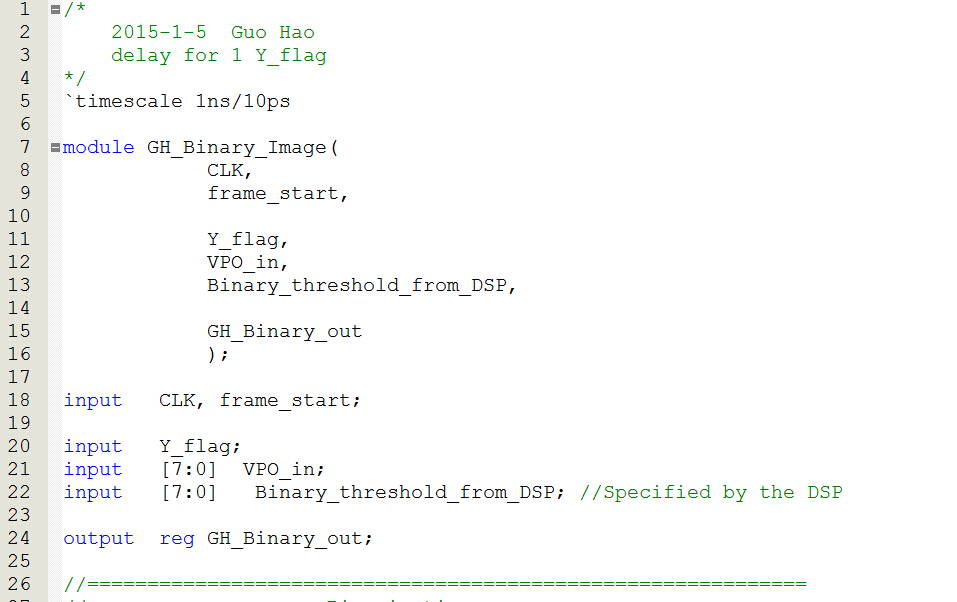 1 /*
2 2015-1-5  Guo Hao
3 delay for 1 Y_flag
4 */
5 `timescale 1ns/10ps
6
7 module GH_Binary_Image(
8 CLK,
9 frame_start,
10
11 Y_flag,
12 VPO_in,
13 Binary_threshold_from_DSP,
14
15 GH_Binary_out
16 );
17
18 input   CLK, frame_start;
19
20 input   Y_flag;
21 input   [7:0]  VPO_in;
22 input   [7:0]   Binary_threshold_from_DSP; //Specified by the DSP
23
24 output  reg GH_Binary_out;
25
26 //============================================================